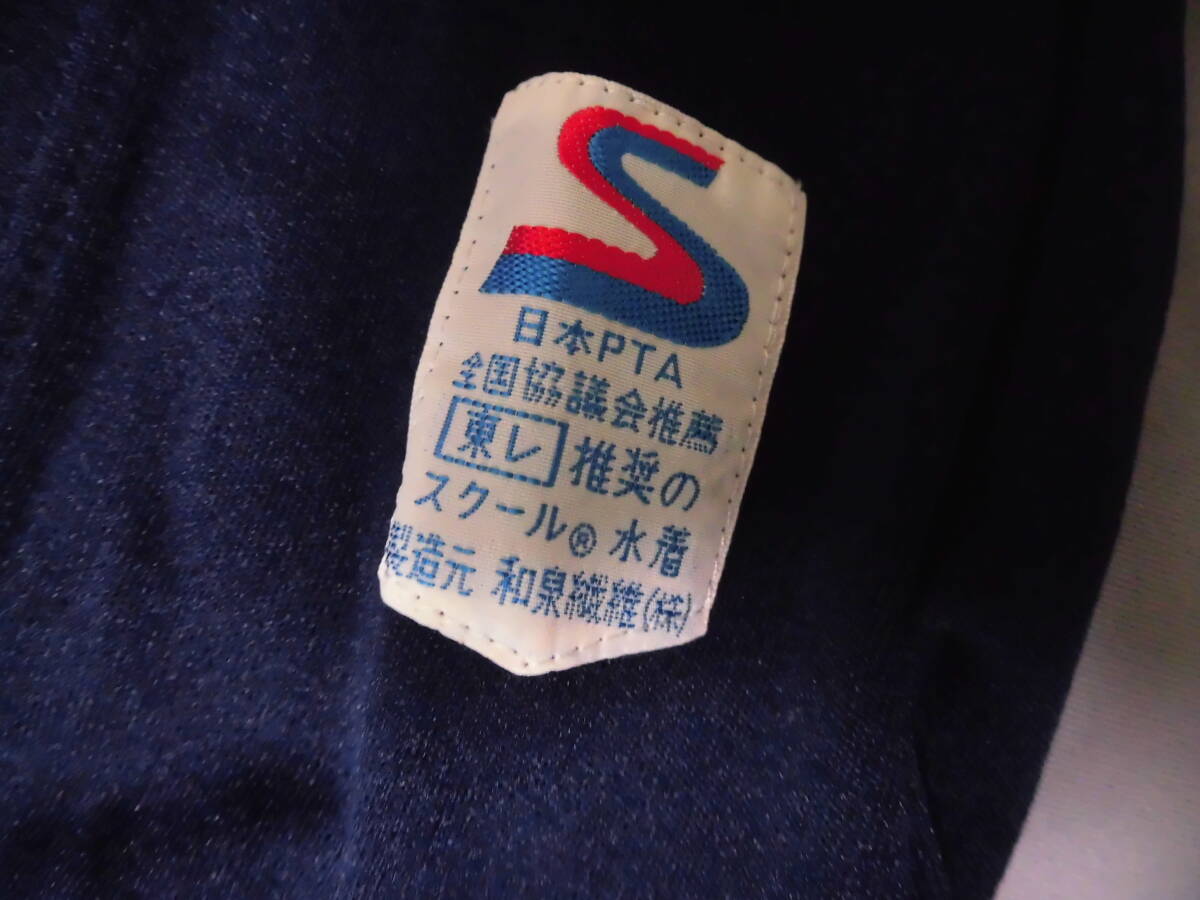 S
日本PTA
全国協議会推薦
東レ 推奨の
スクール® 水着
製造元 和泉繊維(株)